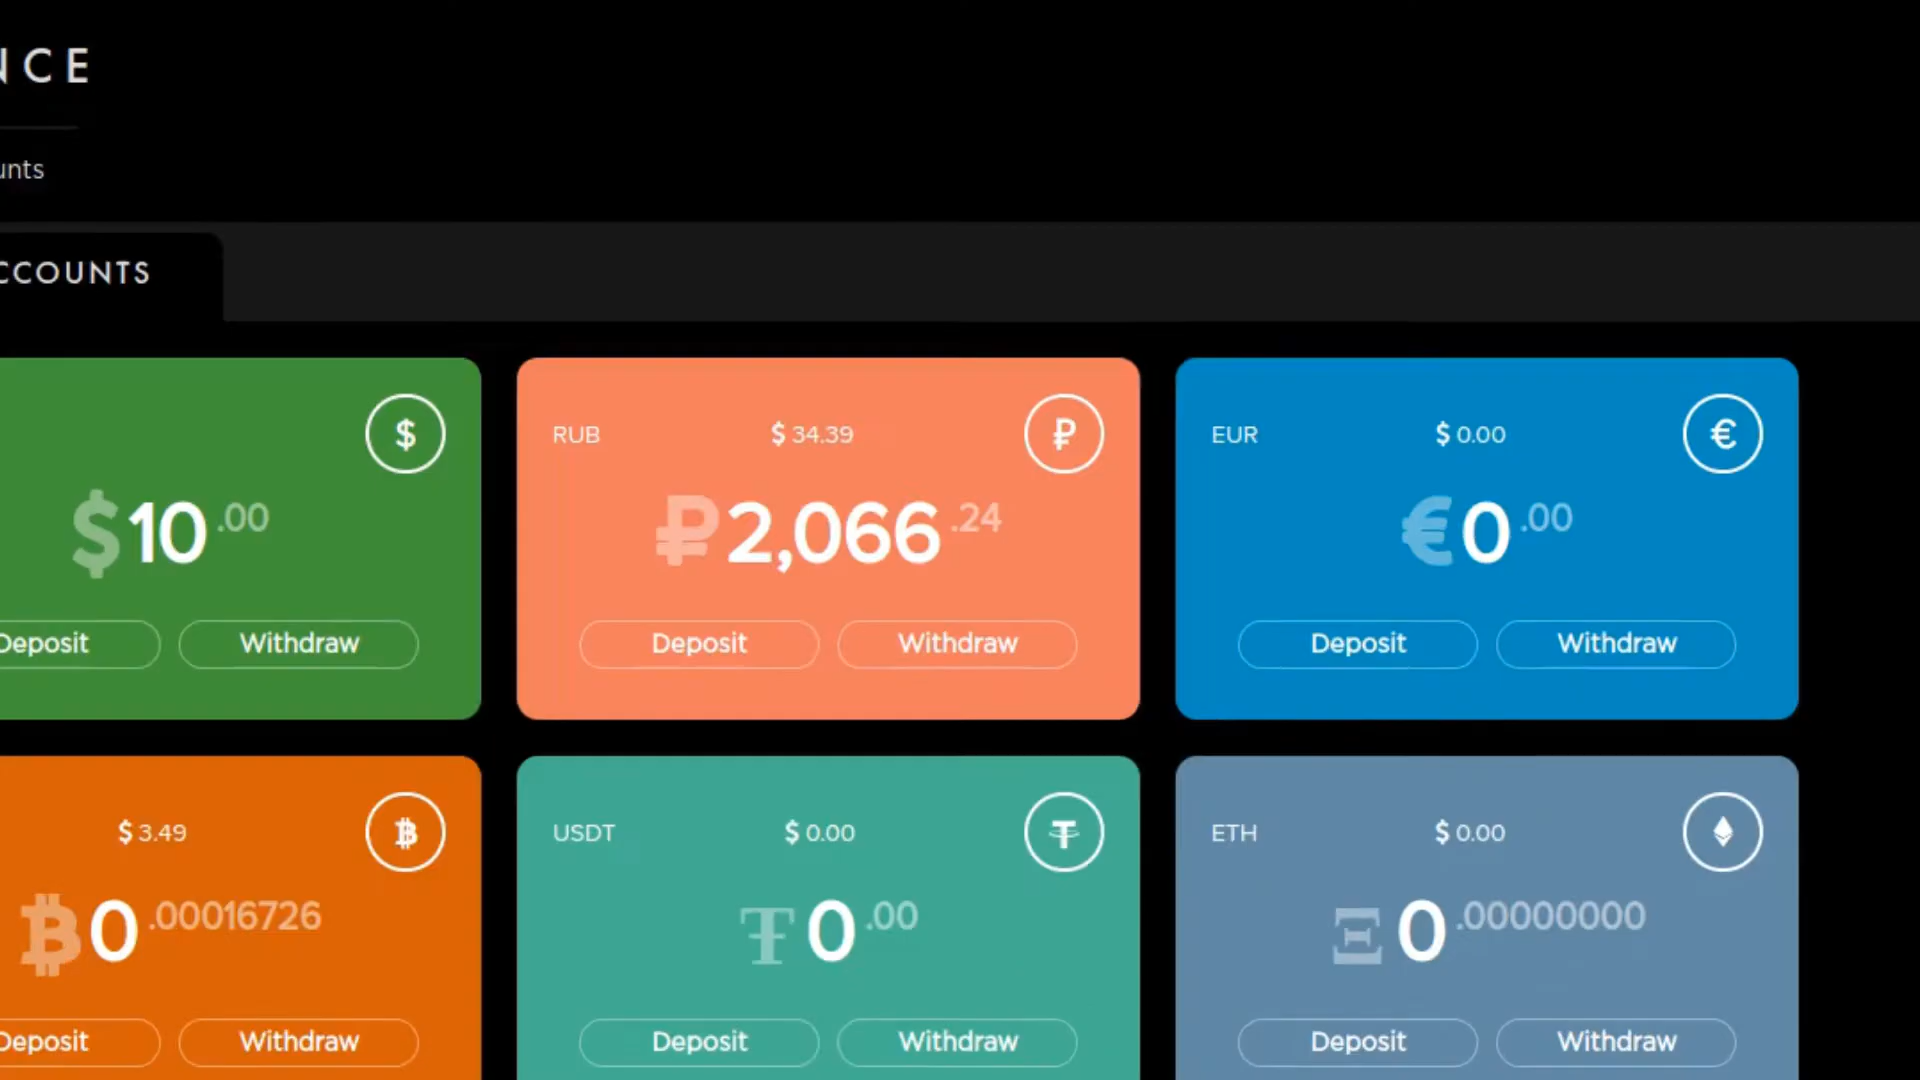 NCE
unts
CCOUNTS
$
$10.00
Deposit Withdraw
RUB $ 34.39 ₽
₽2,066.24
Deposit Withdraw
EUR $ 0.00 €
€0.00
Deposit Withdraw
$ 3.49 ₿
₿0.00016726
Deposit Withdraw
USDT $ 0.00 ₮
₮0.00
Deposit Withdraw
ETH $ 0.00
Ξ0.00000000
Deposit Withdraw